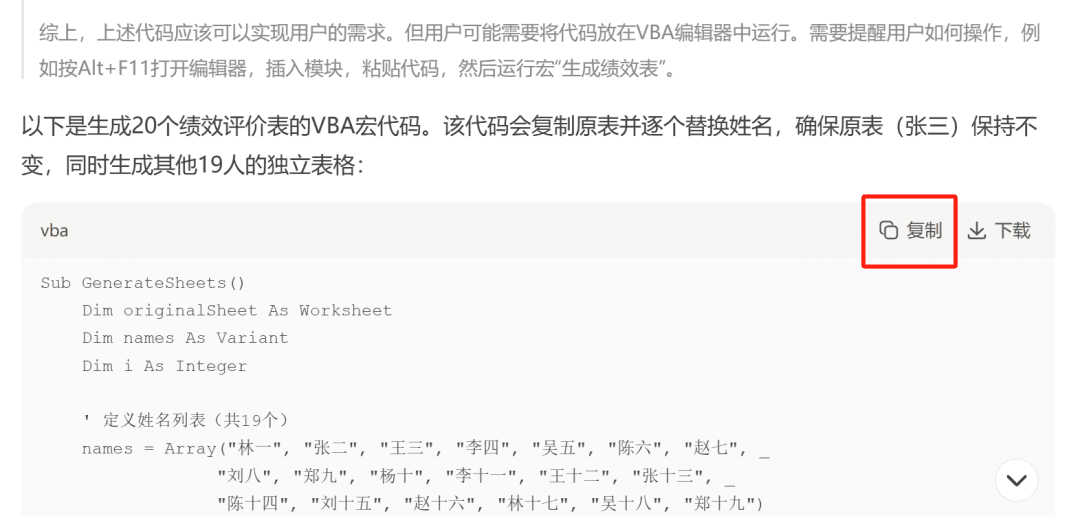 综上，上述代码应该可以实现用户的需求。但用户可能需要将代码放在VBA编辑器中运行。需要提醒用户如何操作，例
如按Alt+F11打开编辑器，插入模块，粘贴代码，然后运行宏“生成绩效表”。
以下是生成20个绩效评价表的VBA宏代码。该代码会复制原表并逐个替换姓名，确保原表（张三）保持不
变，同时生成其他19人的独立表格：
vba 复制 下载
Sub GenerateSheets()
    Dim originalSheet As Worksheet
    Dim names As Variant
    Dim i As Integer
    ' 定义姓名列表（共19个）
    names = Array("林一", "张二", "王三", "李四", "吴五", "陈六", "赵七", _
                 "刘八", "郑九", "杨十", "李十一", "王十二", "张十三", _
                 "陈十四", "刘十五", "赵十六", "林十七", "吴十八", "郑十九")